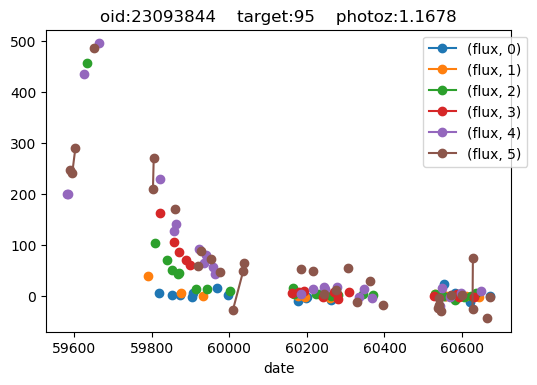 oid:23093844 target:95 photoz:1.1678
500
400
300
200
100
0
(flux, 0)
(flux, 1)
(flux, 2)
(flux, 3)
(flux, 4)
(flux, 5)
59600 59800 60000 60200 60400 60600
date